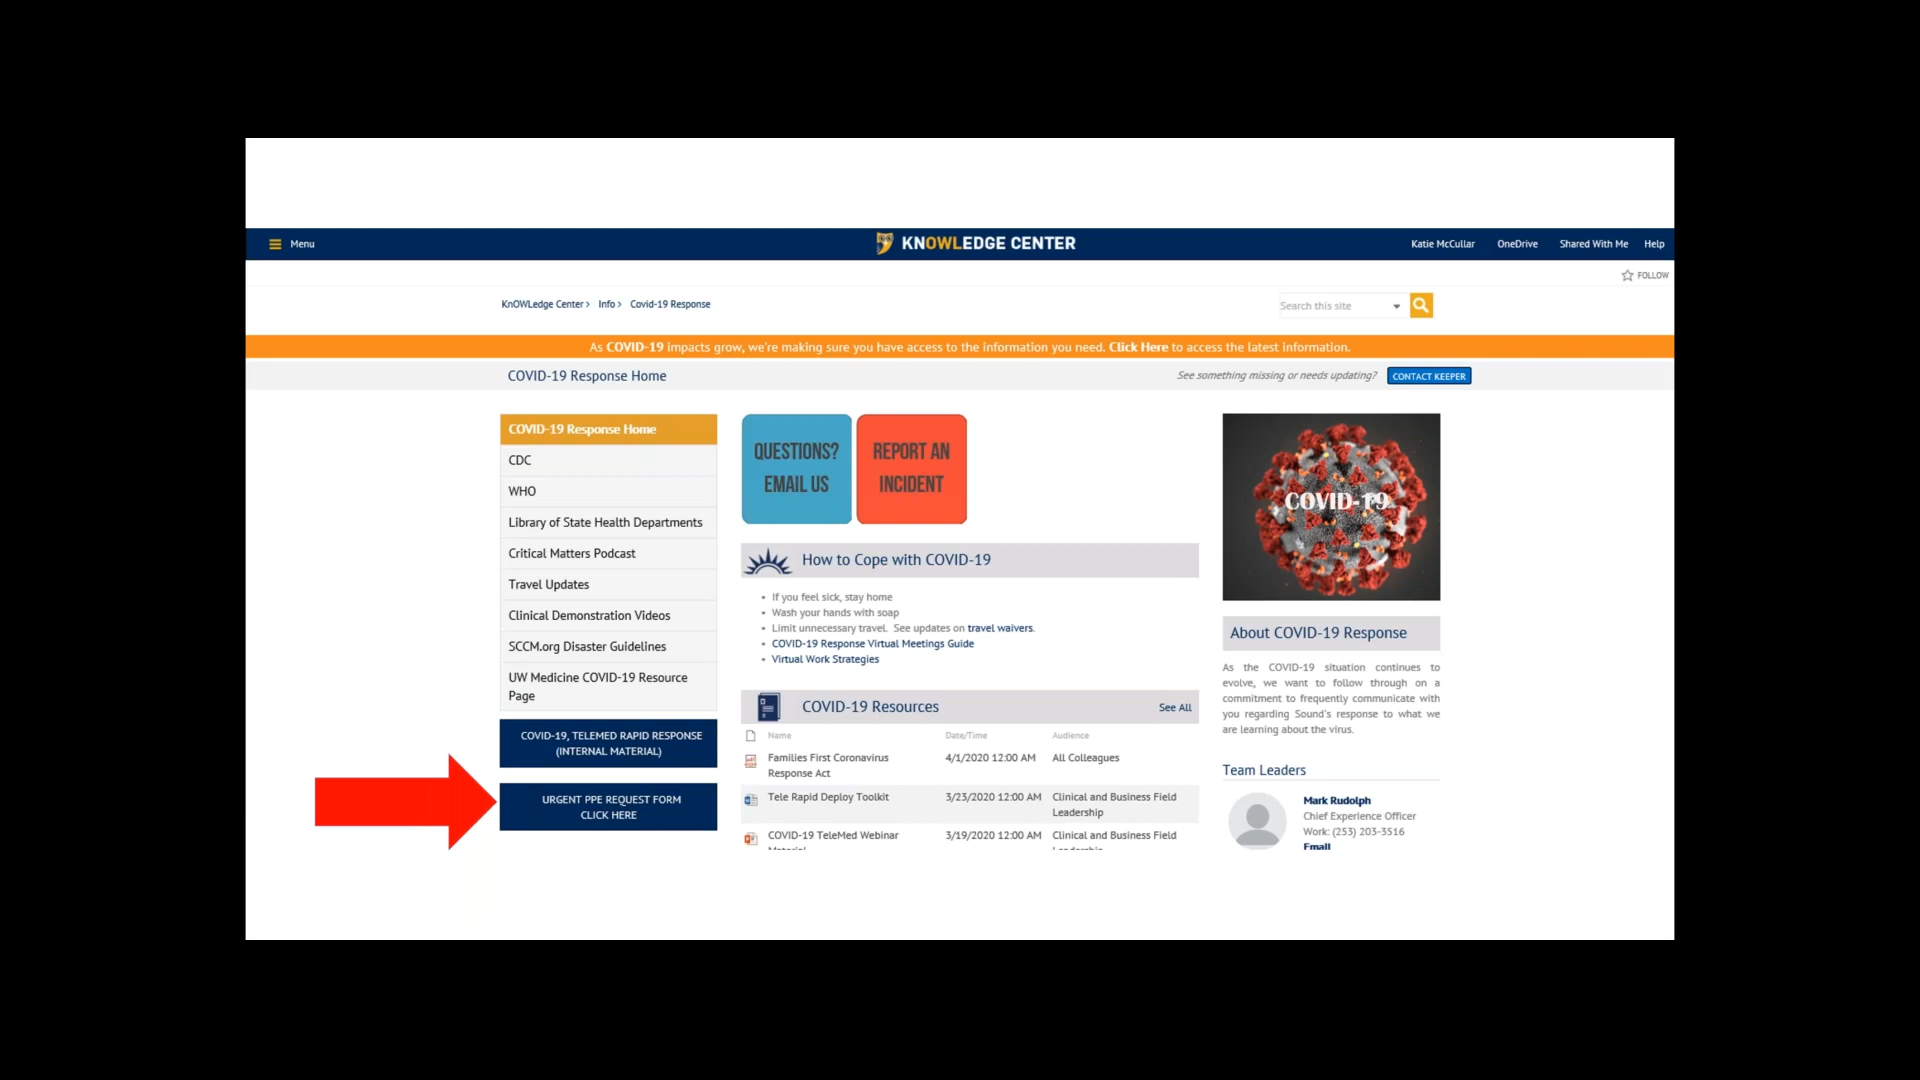 Menu
KNOWLEDGE CENTER
Katie McCullar
OneDrive
Shared With Me
Help
FOLLOW
KnOWLedge Center > Info > Covid-19 Response
Search this site
As COVID-19 impacts grow, we're making sure you have access to the information you need. Click Here to access the latest information.
COVID-19 Response Home
See something missing or needs updating?
CONTACT KEEPER
COVID-19 Response Home
CDC
WHO
Library of State Health Departments
Critical Matters Podcast
Travel Updates
Clinical Demonstration Videos
SCCM.org Disaster Guidelines
UW Medicine COVID-19 Resource
Page
COVID-19, TELEMED RAPID RESPONSE
(INTERNAL MATERIAL)
URGENT PPE REQUEST FORM
CLICK HERE
QUESTIONS?
EMAIL US
REPORT AN
INCIDENT
How to Cope with COVID-19
• If you feel sick, stay home
• Wash your hands with soap
• Limit unnecessary travel. See updates on travel waivers.
• COVID-19 Response Virtual Meetings Guide
• Virtual Work Strategies
COVID-19 Resources
See All
Name Date/Time Audience
Families First Coronavirus 4/1/2020 12:00 AM All Colleagues
Response Act
Tele Rapid Deploy Toolkit 3/23/2020 12:00 AM Clinical and Business Field
Leadership
COVID-19 TeleMed Webinar 3/19/2020 12:00 AM Clinical and Business Field
Material Leadership
COVID-19
About COVID-19 Response
As the COVID-19 situation continues to
evolve, we want to follow through on a
commitment to frequently communicate with
you regarding Sound's response to what we
are learning about the virus.
Team Leaders
Mark Rudolph
Chief Experience Officer
Work: (253) 203-3516
Email